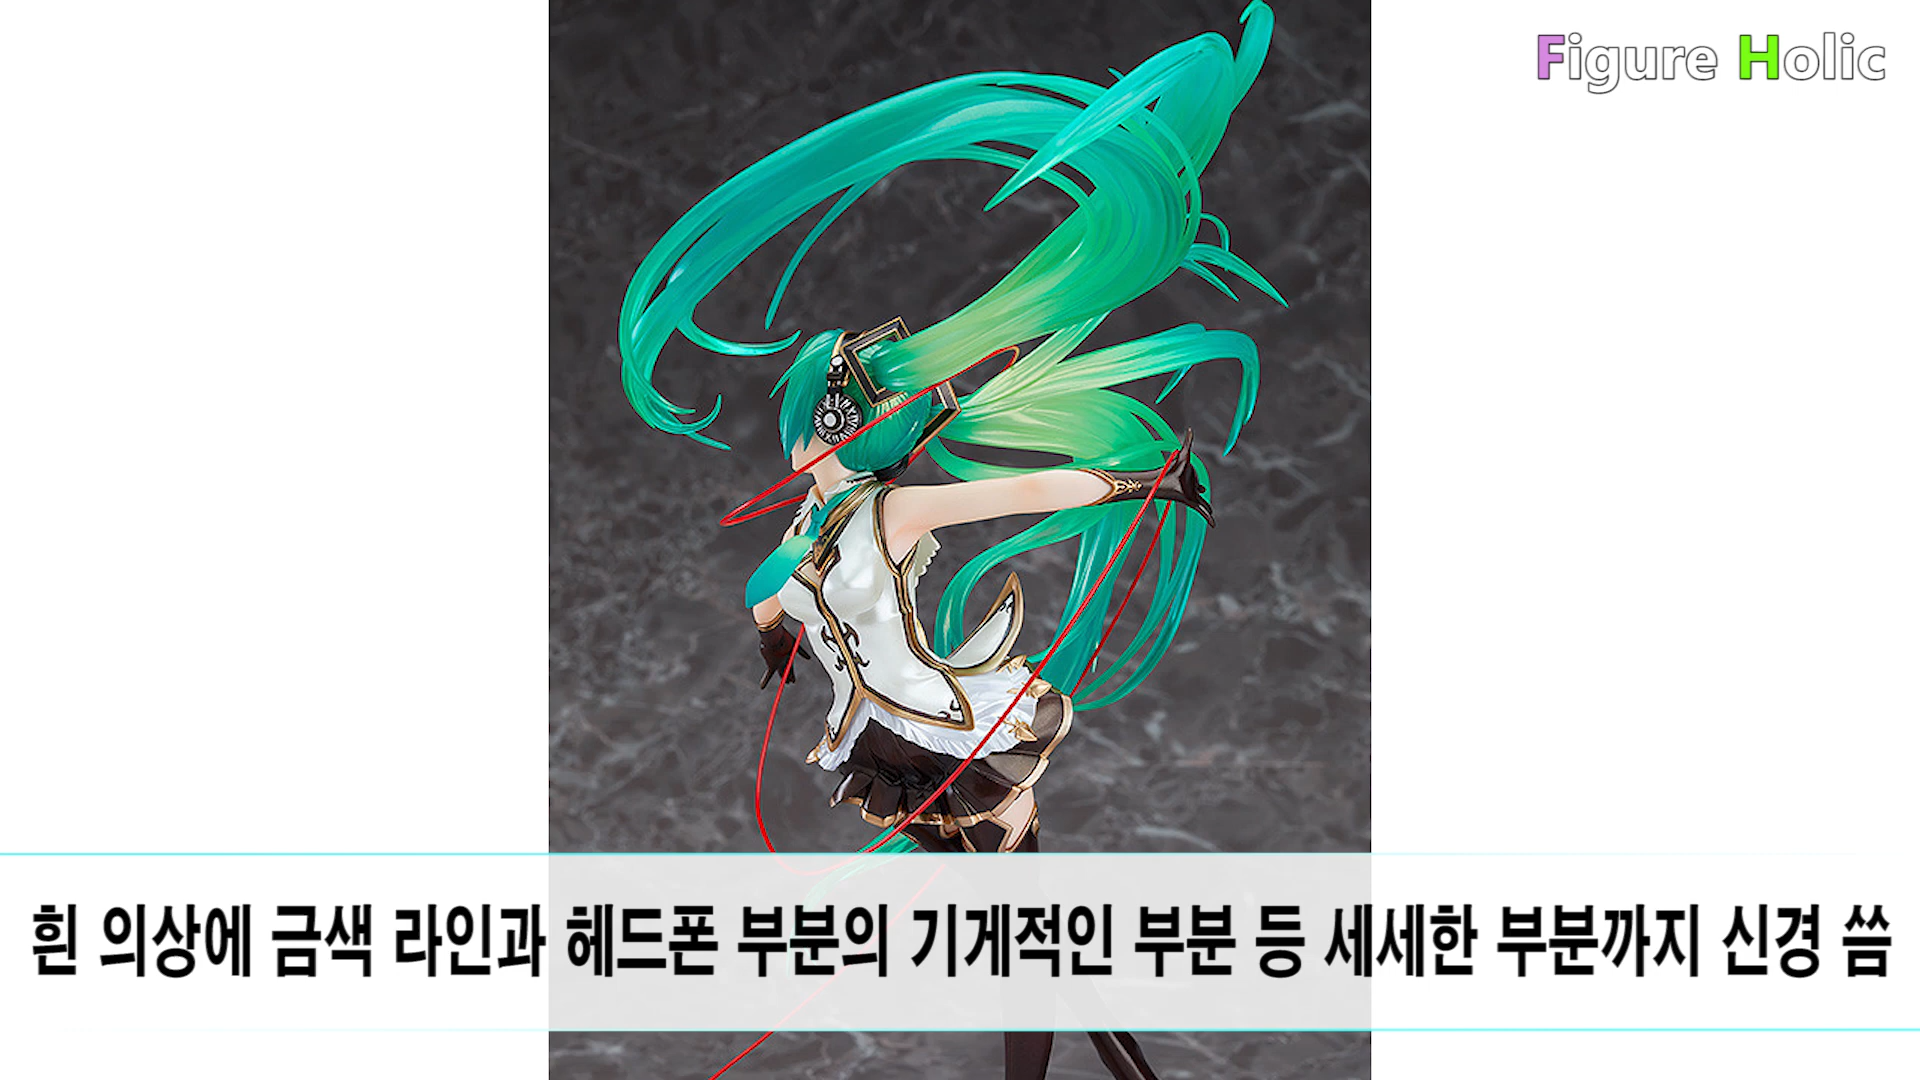 Figure Holic
흰 의상에 금색 라인과 헤드폰 부분의 기게적인 부분 등 세세한 부분까지 신경 씀